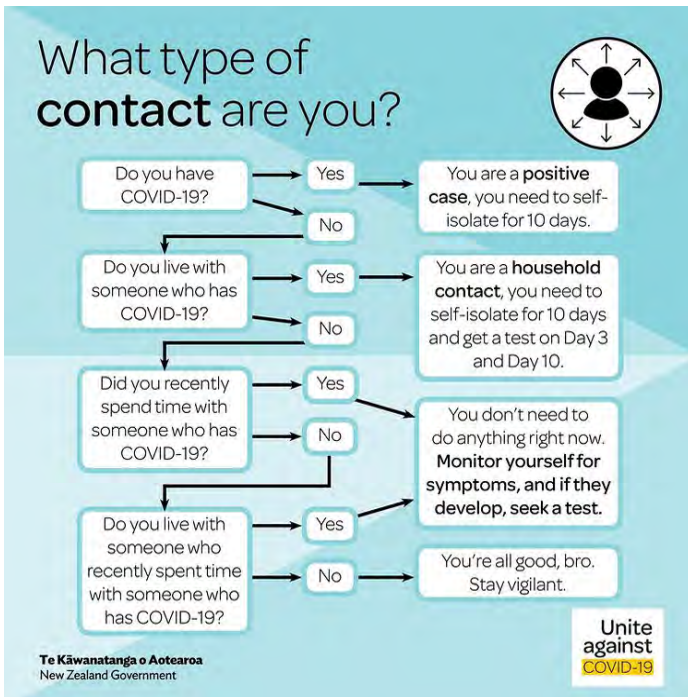 What type of
contact are you?
Do you have
COVID-19?
Yes
You are a positive
case, you need to self-
isolate for 10 days.
No
Do you live with
someone who has
COVID-19?
Yes
You are a household
contact, you need to
self-isolate for 10 days
and get a test on Day 3
and Day 10.
No
Did you recently
spend time with
someone who has
COVID-19?
Yes
No
You don't need to
do anything right now.
Monitor yourself for
symptoms, and if they
develop, seek a test.
Do you live with
someone who
recently spent time
with someone who
has COVID-19?
Yes
No
You're all good, bro.
Stay vigilant.
Te Kāwanatanga o Aotearoa
New Zealand Government
Unite
against
COVID-19